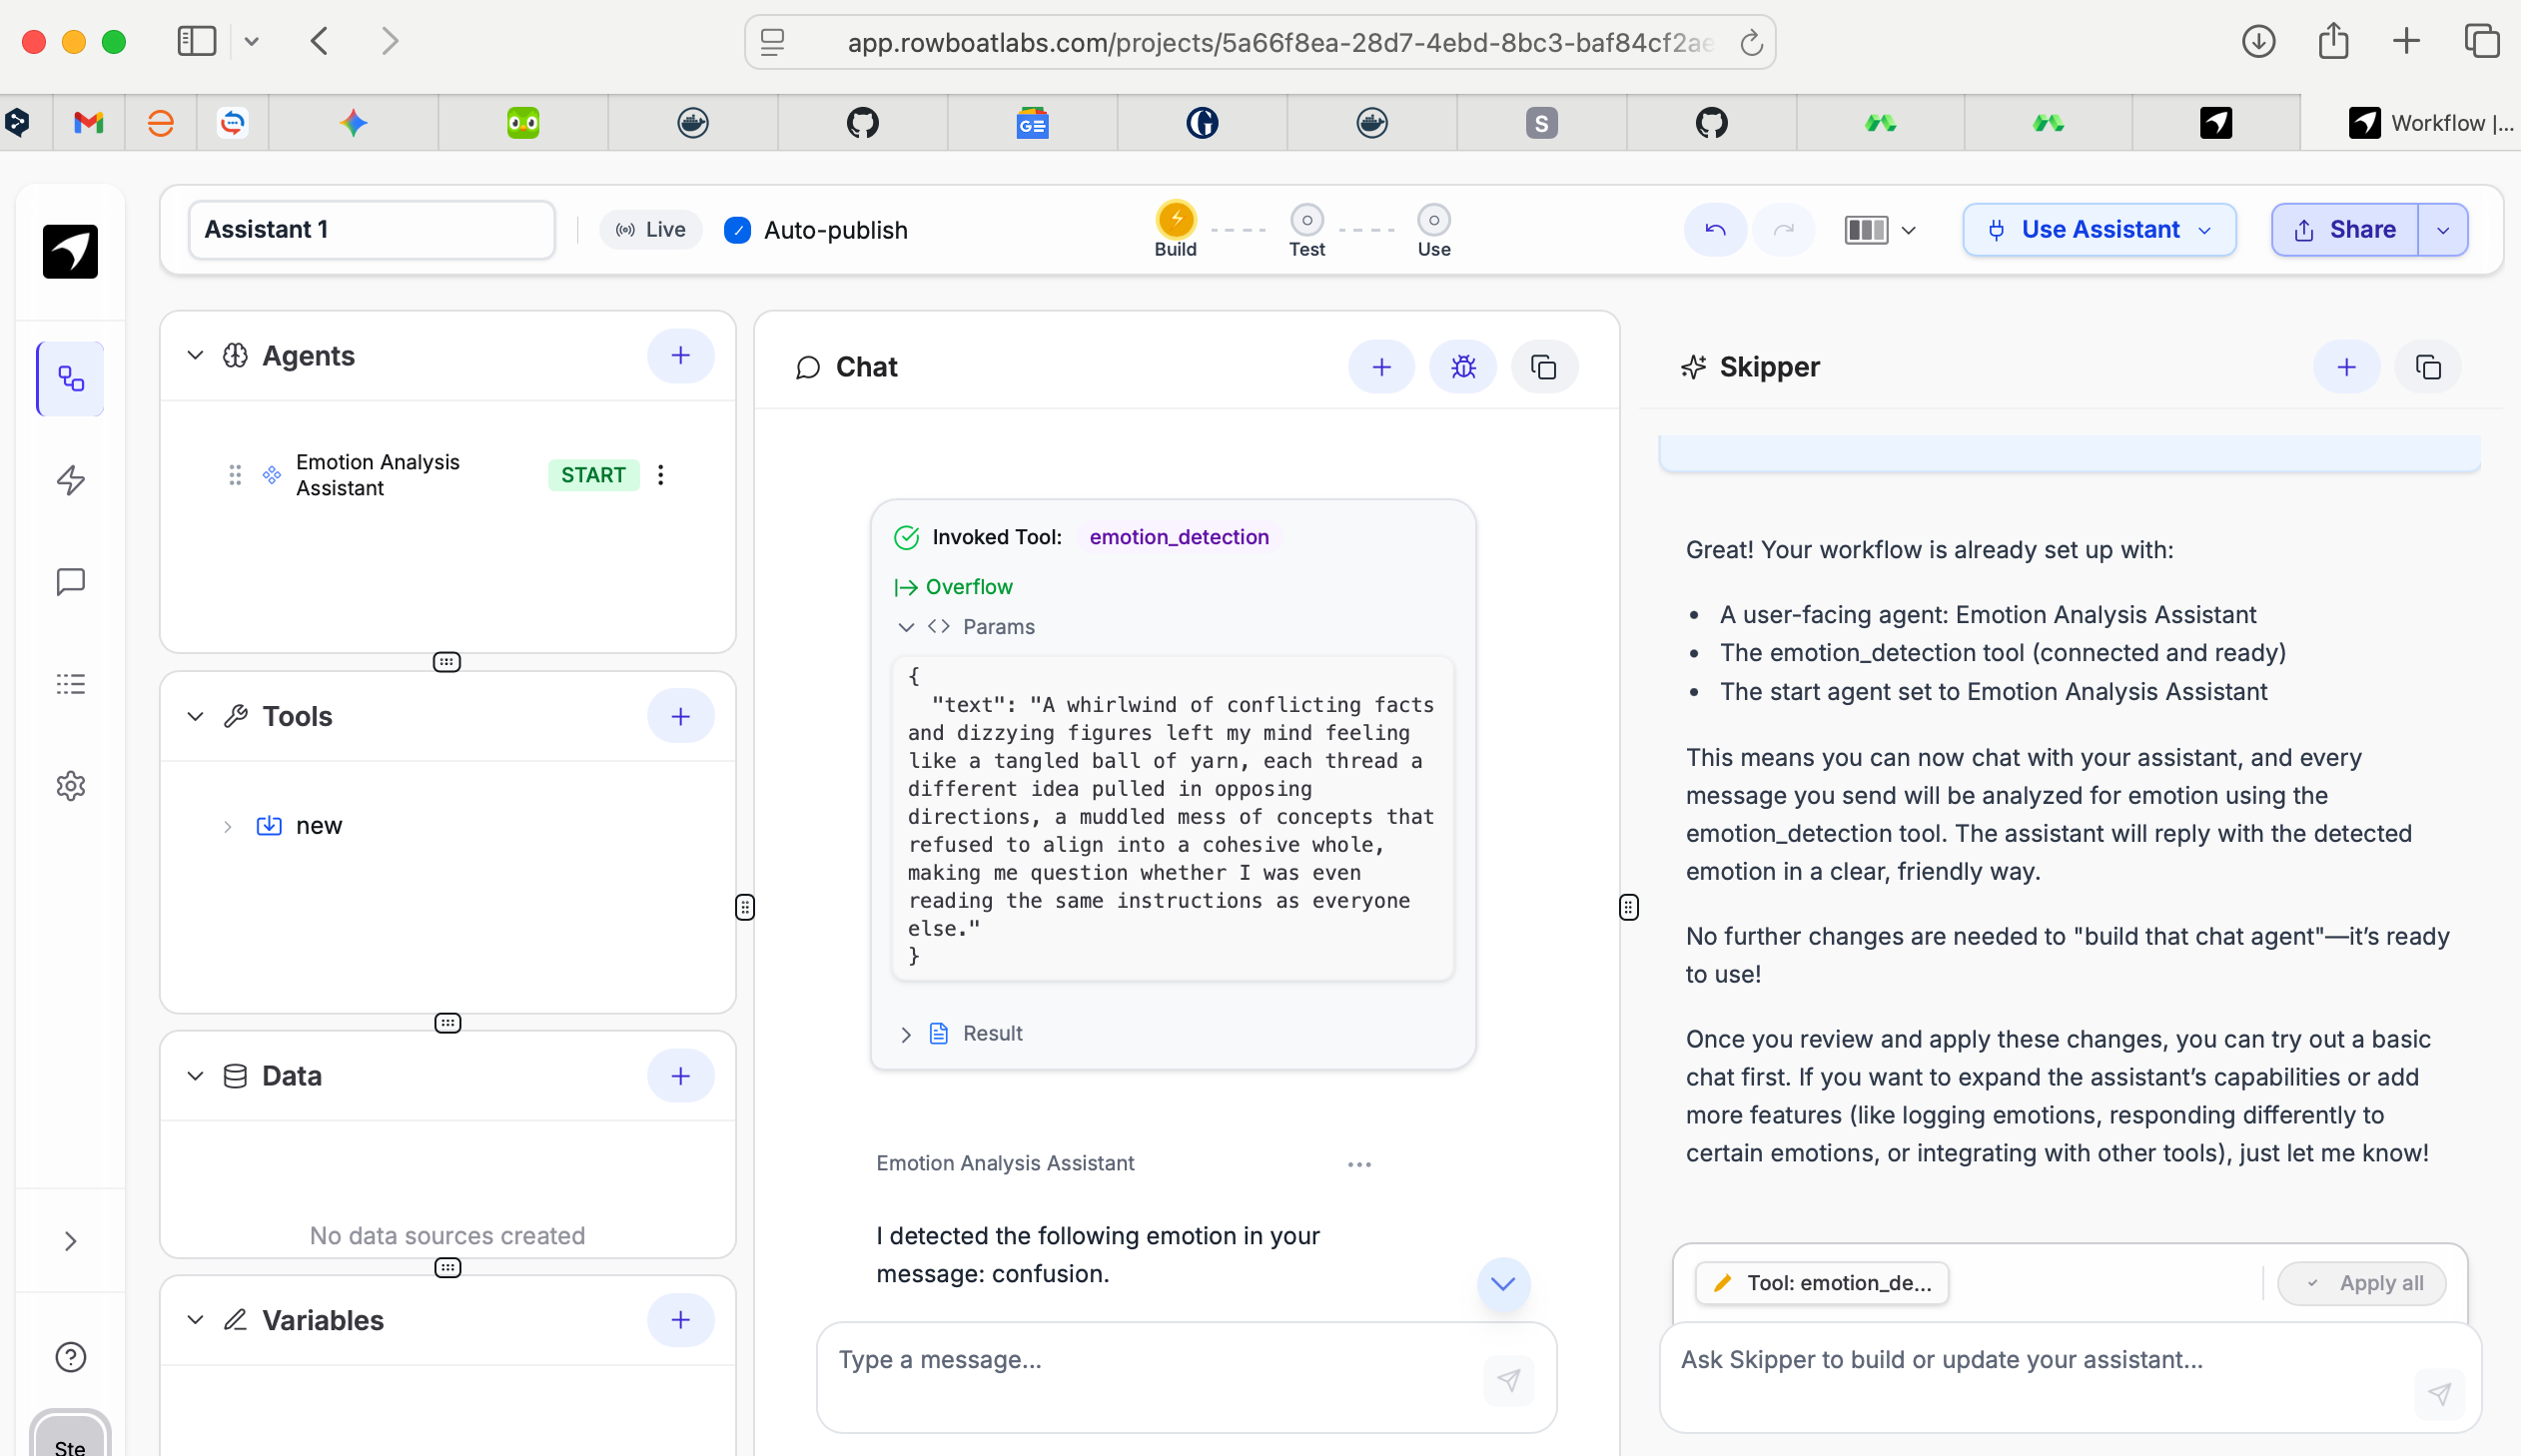 app.rowboatlabs.com/projects/5a66f8ea-28d7-4ebd-8bc3-baf84cf2ae
S
Workflow |...
Assistant 1
Live
Auto-publish
Build
Test
Use
Use Assistant
Share
Agents
Emotion Analysis
Assistant
START
Tools
new
Data
No data sources created
Variables
Ste
Chat
Invoked Tool: emotion_detection
Overflow
Params
{
"text": "A whirlwind of conflicting facts
and dizzying figures left my mind feeling
like a tangled ball of yarn, each thread a
different idea pulled in opposing
directions, a muddled mess of concepts that
refused to align into a cohesive whole,
making me question whether I was even
reading the same instructions as everyone
else."
}
Result
Emotion Analysis Assistant
I detected the following emotion in your
message: confusion.
Type a message...
Skipper
Great! Your workflow is already set up with:
• A user-facing agent: Emotion Analysis Assistant
• The emotion_detection tool (connected and ready)
• The start agent set to Emotion Analysis Assistant
This means you can now chat with your assistant, and every
message you send will be analyzed for emotion using the
emotion_detection tool. The assistant will reply with the detected
emotion in a clear, friendly way.
No further changes are needed to "build that chat agent"—it's ready
to use!
Once you review and apply these changes, you can try out a basic
chat first. If you want to expand the assistant's capabilities or add
more features (like logging emotions, responding differently to
certain emotions, or integrating with other tools), just let me know!
Tool: emotion_de...
Apply all
Ask Skipper to build or update your assistant...